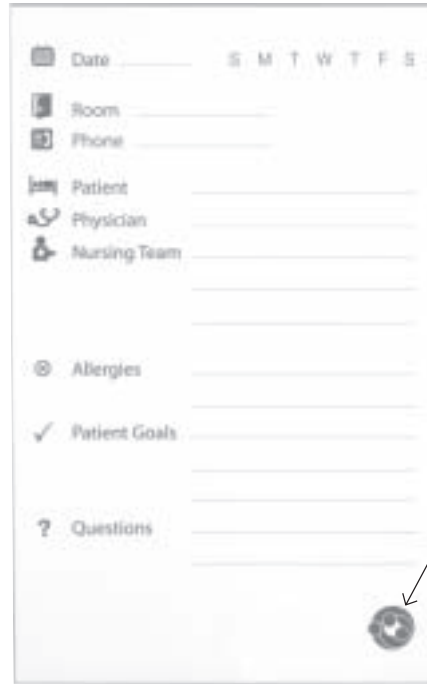 Date S M T W T F S
Room
Phone
Patient
Physician
Nursing Team
Allergies
Patient Goals
? Questions